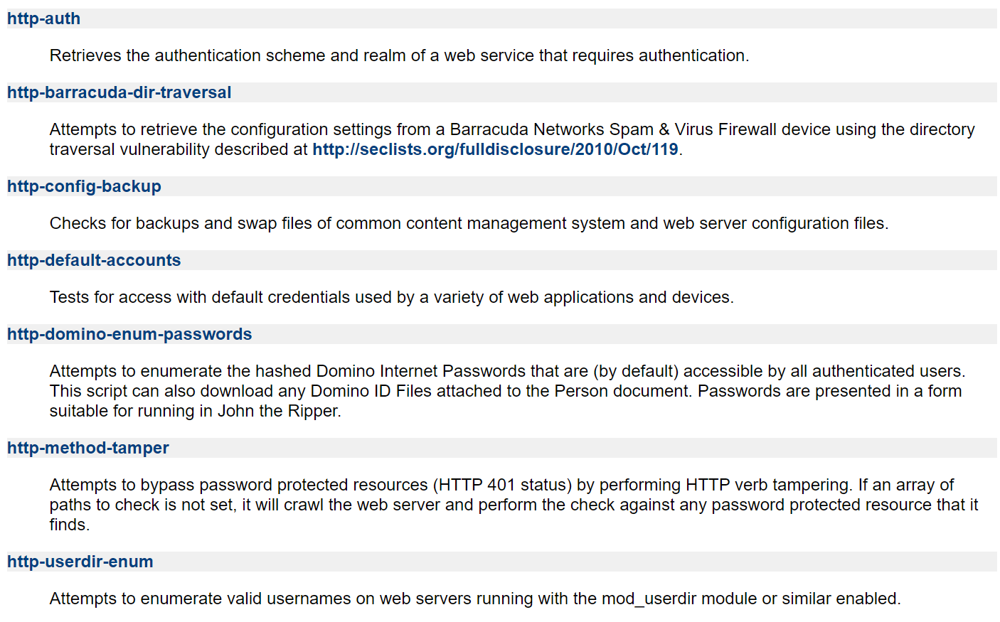 http-auth
Retrieves the authentication scheme and realm of a web service that requires authentication.
http-barracuda-dir-traversal
Attempts to retrieve the configuration settings from a Barracuda Networks Spam & Virus Firewall device using the directory
traversal vulnerability described at http://seclists.org/fulldisclosure/2010/Oct/119.
http-config-backup
Checks for backups and swap files of common content management system and web server configuration files.
http-default-accounts
Tests for access with default credentials used by a variety of web applications and devices.
http-domino-enum-passwords
Attempts to enumerate the hashed Domino Internet Passwords that are (by default) accessible by all authenticated users.
This script can also download any Domino ID Files attached to the Person document. Passwords are presented in a form
suitable for running in John the Ripper.
http-method-tamper
Attempts to bypass password protected resources (HTTP 401 status) by performing HTTP verb tampering. If an array of
paths to check is not set, it will crawl the web server and perform the check against any password protected resource that it
finds.
http-userdir-enum
Attempts to enumerate valid usernames on web servers running with the mod_userdir module or similar enabled.